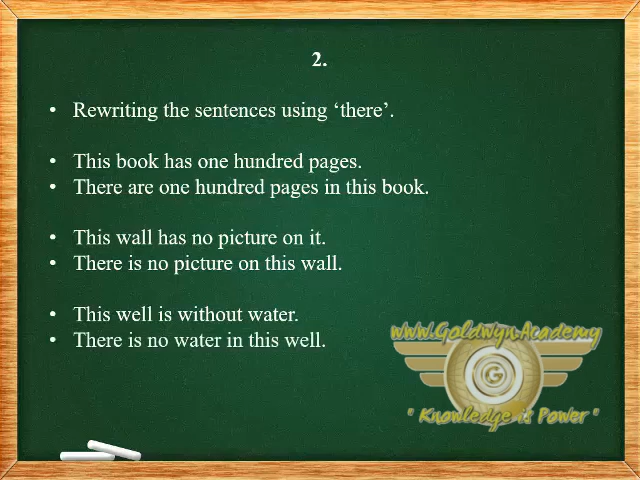 2.
• Rewriting the sentences using ‘there’.
• This book has one hundred pages.
• There are one hundred pages in this book.
• This wall has no picture on it.
• There is no picture on this wall.
• This well is without water.
• There is no water in this well.
www.Goldwyn.Academy
G
" Knowledge is Power "